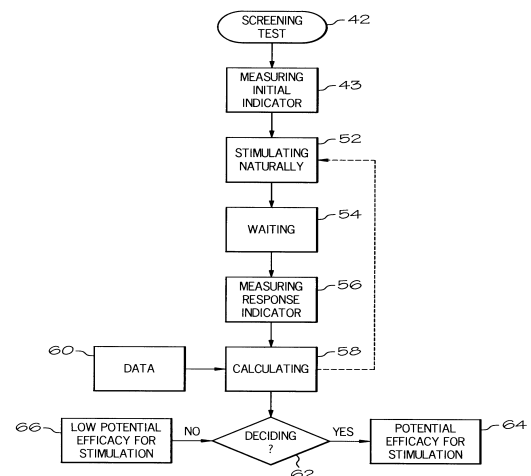 SCREENING
TEST
42
MEASURING
INITIAL
INDICATOR
43
STIMULATING
NATURALLY
52
WAITING
54
MEASURING
RESPONSE
INDICATOR
56
60
DATA
CALCULATING
58
66
LOW POTENTIAL
EFFICACY FOR
STIMULATION
NO
DECIDING
?
YES
POTENTIAL
EFFICACY FOR
STIMULATION
64
62